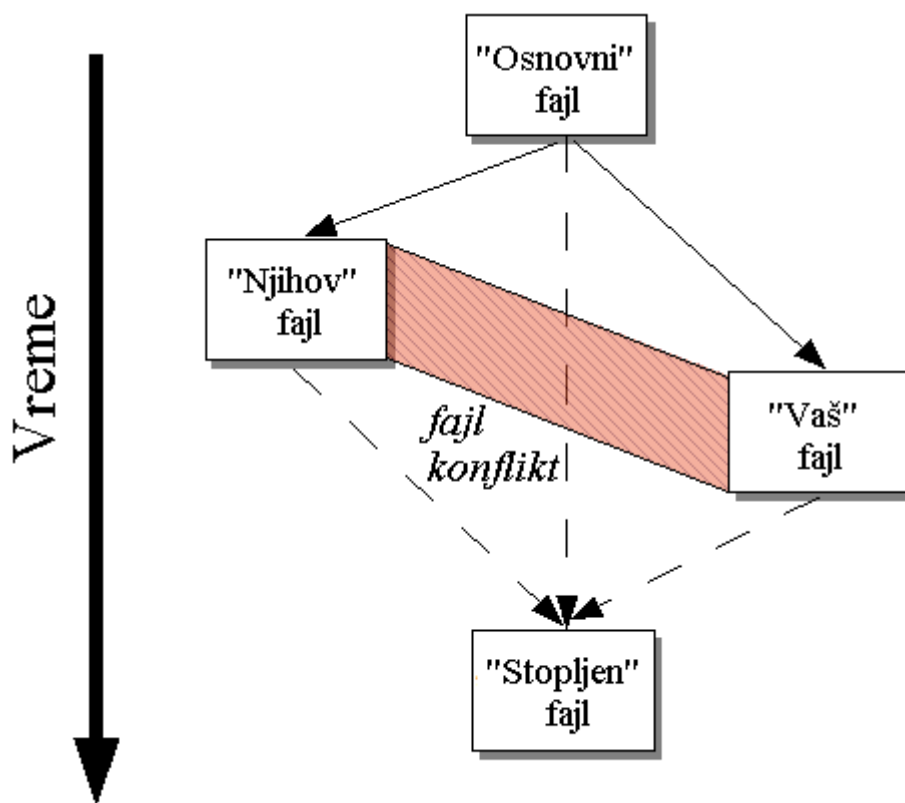 "Osnovni"
fajl
"Njihov"
fajl
Vreme
"Vaš"
fajl
fajl
konflikt
"Stopljen"
fajl